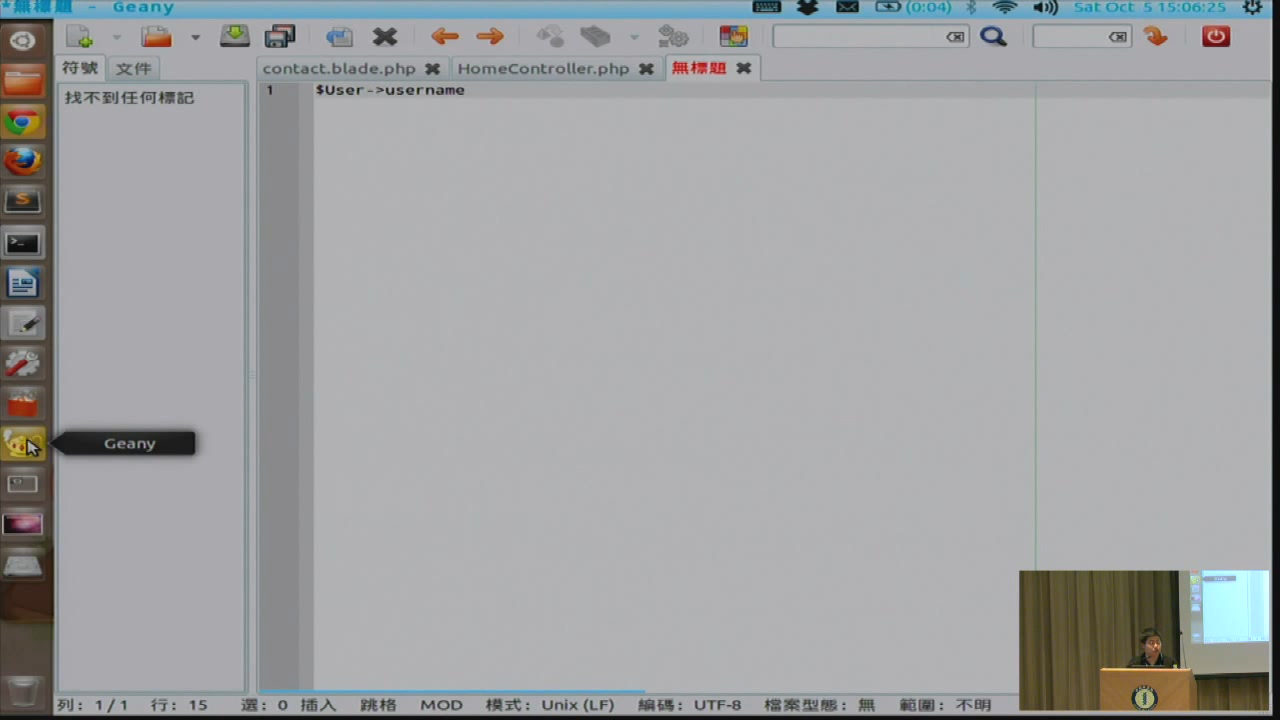 *無標題 - Geany
(0:04)
Sat Oct 5 15:06:25
符號 文件
contact.blade.php HomeController.php 無標題
找不到任何標記
1 $User->username
Geany
列: 1/1 行: 15 選: 0 插入 跳格 MOD 模式: Unix (LF) 編碼: UTF-8 檔案型態: 無 範圍: 不明